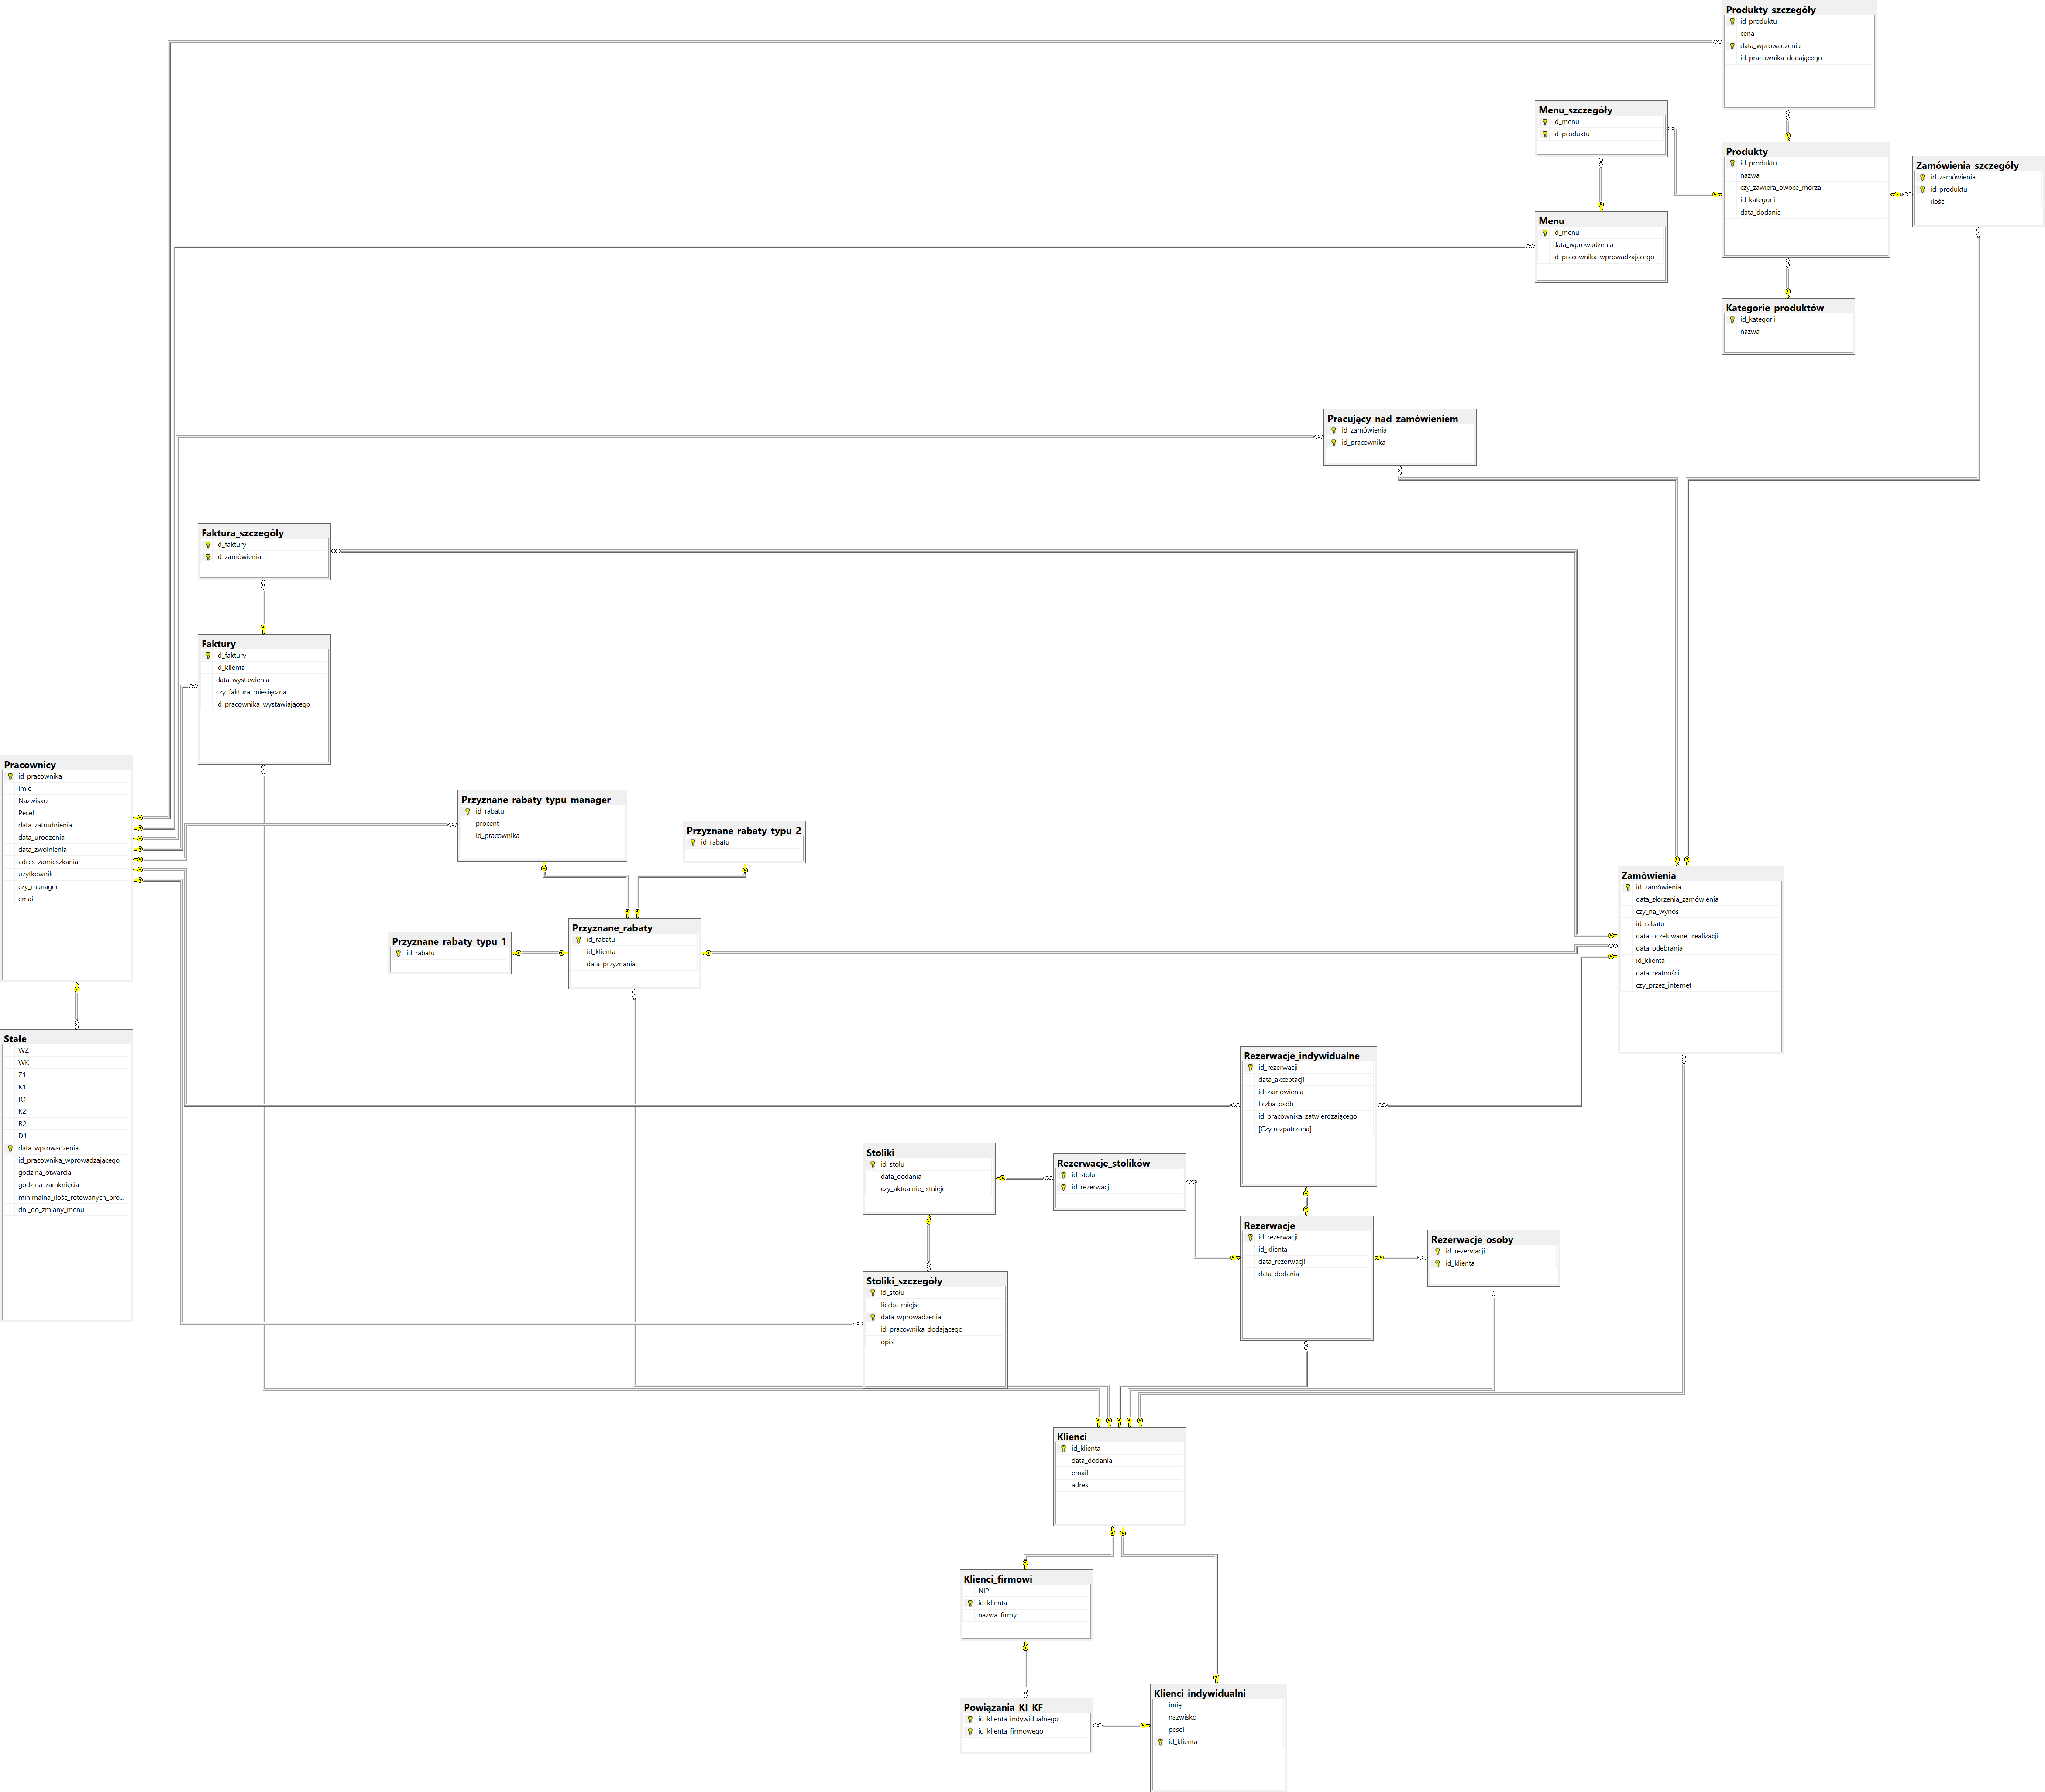 Produkty_szczegóły
id_produktu
cena
data_wprowadzenia
id_pracownika_dodającego
Menu_szczegóły
id_menu
id_produktu
Produkty
id_produktu
nazwa
czy_zawiera_owoce_morza
id_kategorii
data_dodania
Zamówienia_szczegóły
id_zamówienia
id_produktu
ilość
Menu
id_menu
data_wprowadzenia
id_pracownika_wprowadzającego
Kategorie_produktów
id_kategorii
nazwa
Pracujący_nad_zamówieniem
id_zamówienia
id_pracownika
Faktura_szczegóły
id_faktury
id_zamówienia
Faktury
id_faktury
id_klienta
data_wystawienia
czy_faktura_miesięczna
id_pracownika_wystawiającego
Pracownicy
id_pracownika
Imie
Nazwisko
Pesel
data_zatrudnienia
data_urodzenia
data_zwolnienia
adres_zamieszkania
uzytkownik
czy_manager
email
Przyznane_rabaty_typu_manager
id_rabatu
procent
id_pracownika
Przyznane_rabaty_typu_2
id_rabatu
Przyznane_rabaty_typu_1
id_rabatu
Przyznane_rabaty
id_rabatu
id_klienta
data_przyznania
Zamówienia
id_zamówienia
data_złorzenia_zamówienia
czy_na_wynos
id_rabatu
data_oczekiwanej_realizacji
data_odebrania
id_klienta
data_płatności
czy_przez_internet
Stałe
WZ
WK
Z1
K1
R1
K2
R2
D1
data_wprowadzenia
id_pracownika_wprowadzającego
godzina_otwarcia
godzina_zamknięcia
minimalna_ilośc_rotowanych_pro...
dni_do_zmiany_menu
Rezerwacje_indywidualne
id_rezerwacji
data_akceptacji
id_zamówienia
liczba_osób
id_pracownika_zatwierdzającego
[Czy rozpatrzona]
Stoliki
id_stołu
data_dodania
czy_aktualnie_istnieje
Rezerwacje_stolików
id_stołu
id_rezerwacji
Rezerwacje
id_rezerwacji
id_klienta
data_rezerwacji
data_dodania
Rezerwacje_osoby
id_rezerwacji
id_klienta
Stoliki_szczegóły
id_stołu
liczba_miejsc
data_wprowadzenia
id_pracownika_dodającego
opis
Klienci
id_klienta
data_dodania
email
adres
Klienci_firmowi
NIP
id_klienta
nazwa_firmy
Powiązania_KI_KF
id_klienta_indywidualnego
id_klienta_firmowego
Klienci_indywidualni
imię
nazwisko
pesel
id_klienta